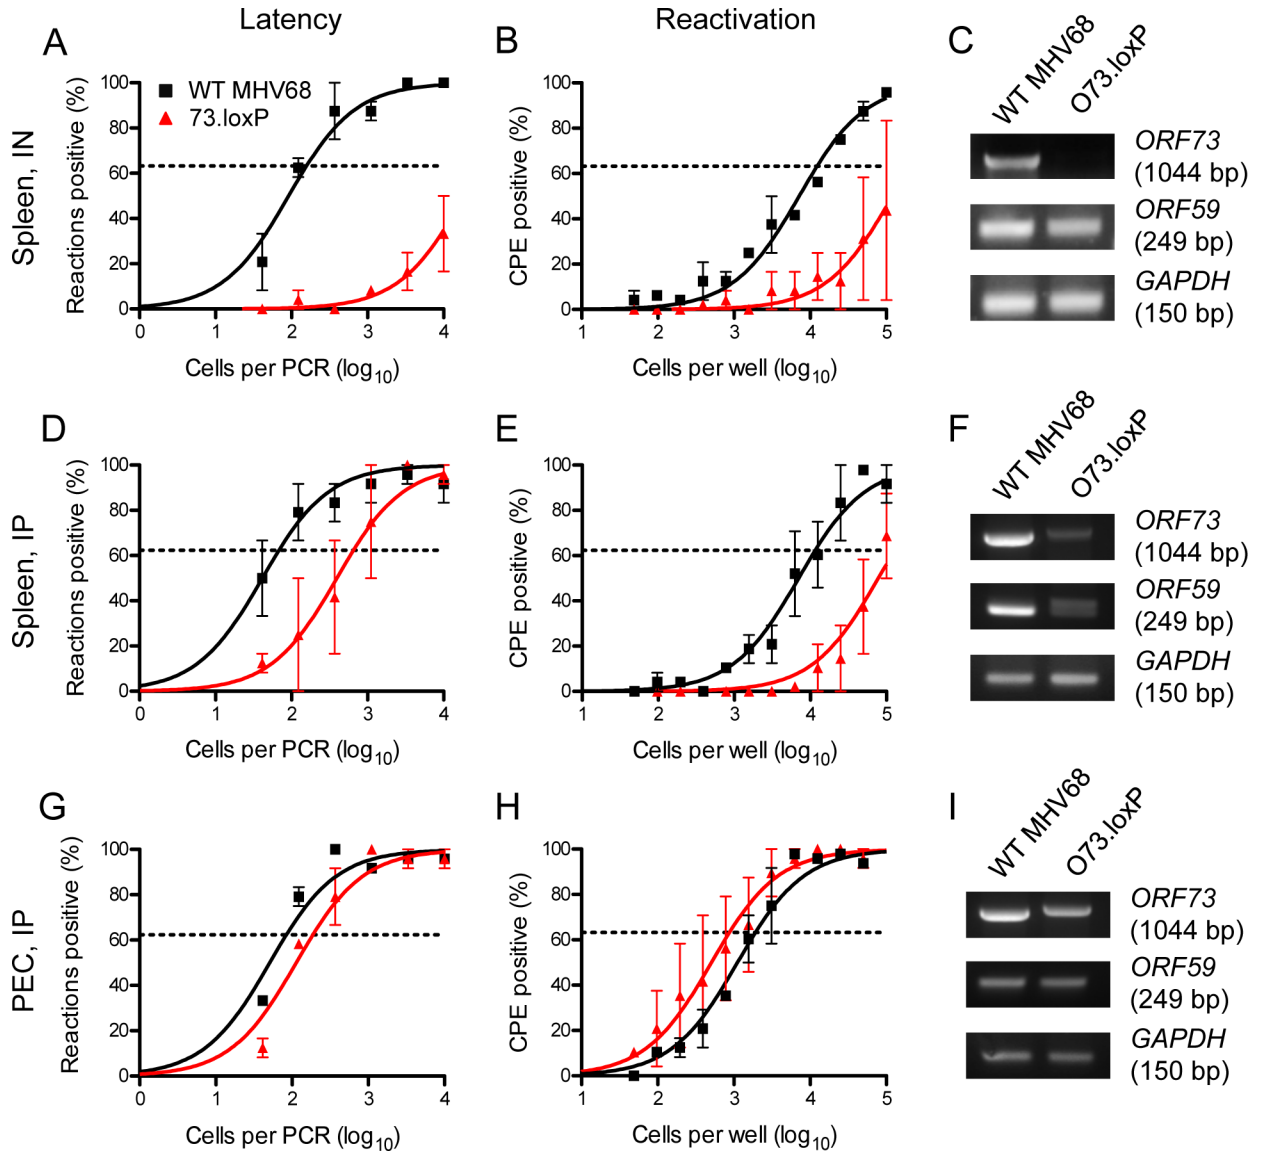 Latency
Reactivation
A
B
C
WT MHV68
O73.loxP
Spleen, IN
Reactions positive (%)
100
80
60
40
20
0
WT MHV68
73.loxP
0 1 2 3 4
Cells per PCR (log10)
CPE positive (%)
100
80
60
40
20
0
1 2 3 4 5
Cells per well (log10)
ORF73
(1044 bp)
ORF59
(249 bp)
GAPDH
(150 bp)
D
E
F
WT MHV68
O73.loxP
Spleen, IP
Reactions positive (%)
100
80
60
40
20
0
0 1 2 3 4
Cells per PCR (log10)
CPE positive (%)
100
80
60
40
20
0
1 2 3 4 5
Cells per well (log10)
ORF73
(1044 bp)
ORF59
(249 bp)
GAPDH
(150 bp)
G
H
I
WT MHV68
O73.loxP
PEC, IP
Reactions positive (%)
100
80
60
40
20
0
0 1 2 3 4
Cells per PCR (log10)
CPE positive (%)
100
80
60
40
20
0
1 2 3 4 5
Cells per well (log10)
ORF73
(1044 bp)
ORF59
(249 bp)
GAPDH
(150 bp)